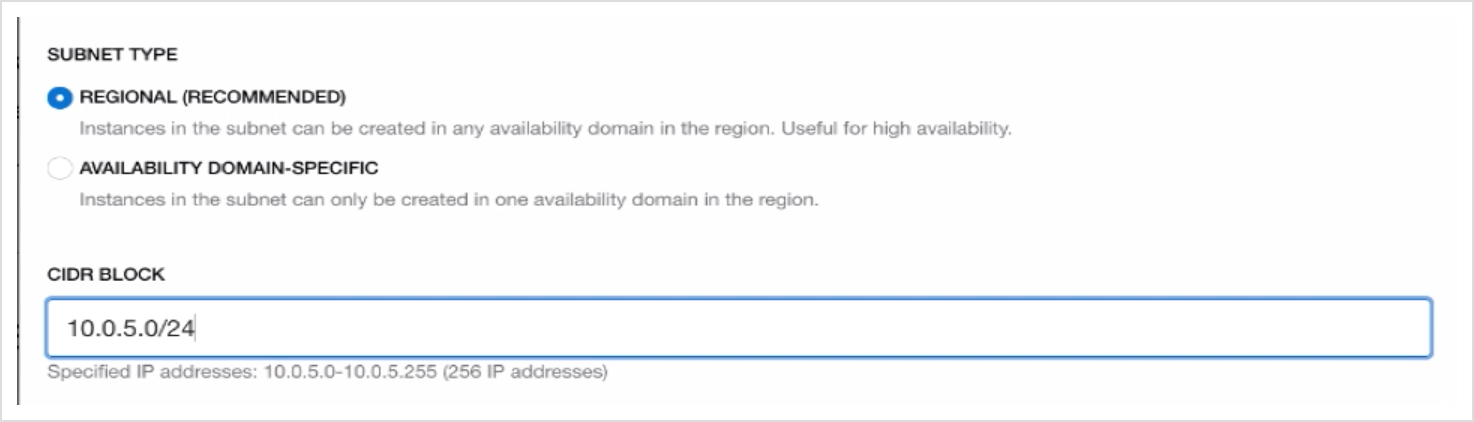 SUBNET TYPE
REGIONAL (RECOMMENDED)
Instances in the subnet can be created in any availability domain in the region. Useful for high availability.
AVAILABILITY DOMAIN-SPECIFIC
Instances in the subnet can only be created in one availability domain in the region.
CIDR BLOCK
10.0.5.0/24
Specified IP addresses: 10.0.5.0-10.0.5.255 (256 IP addresses)